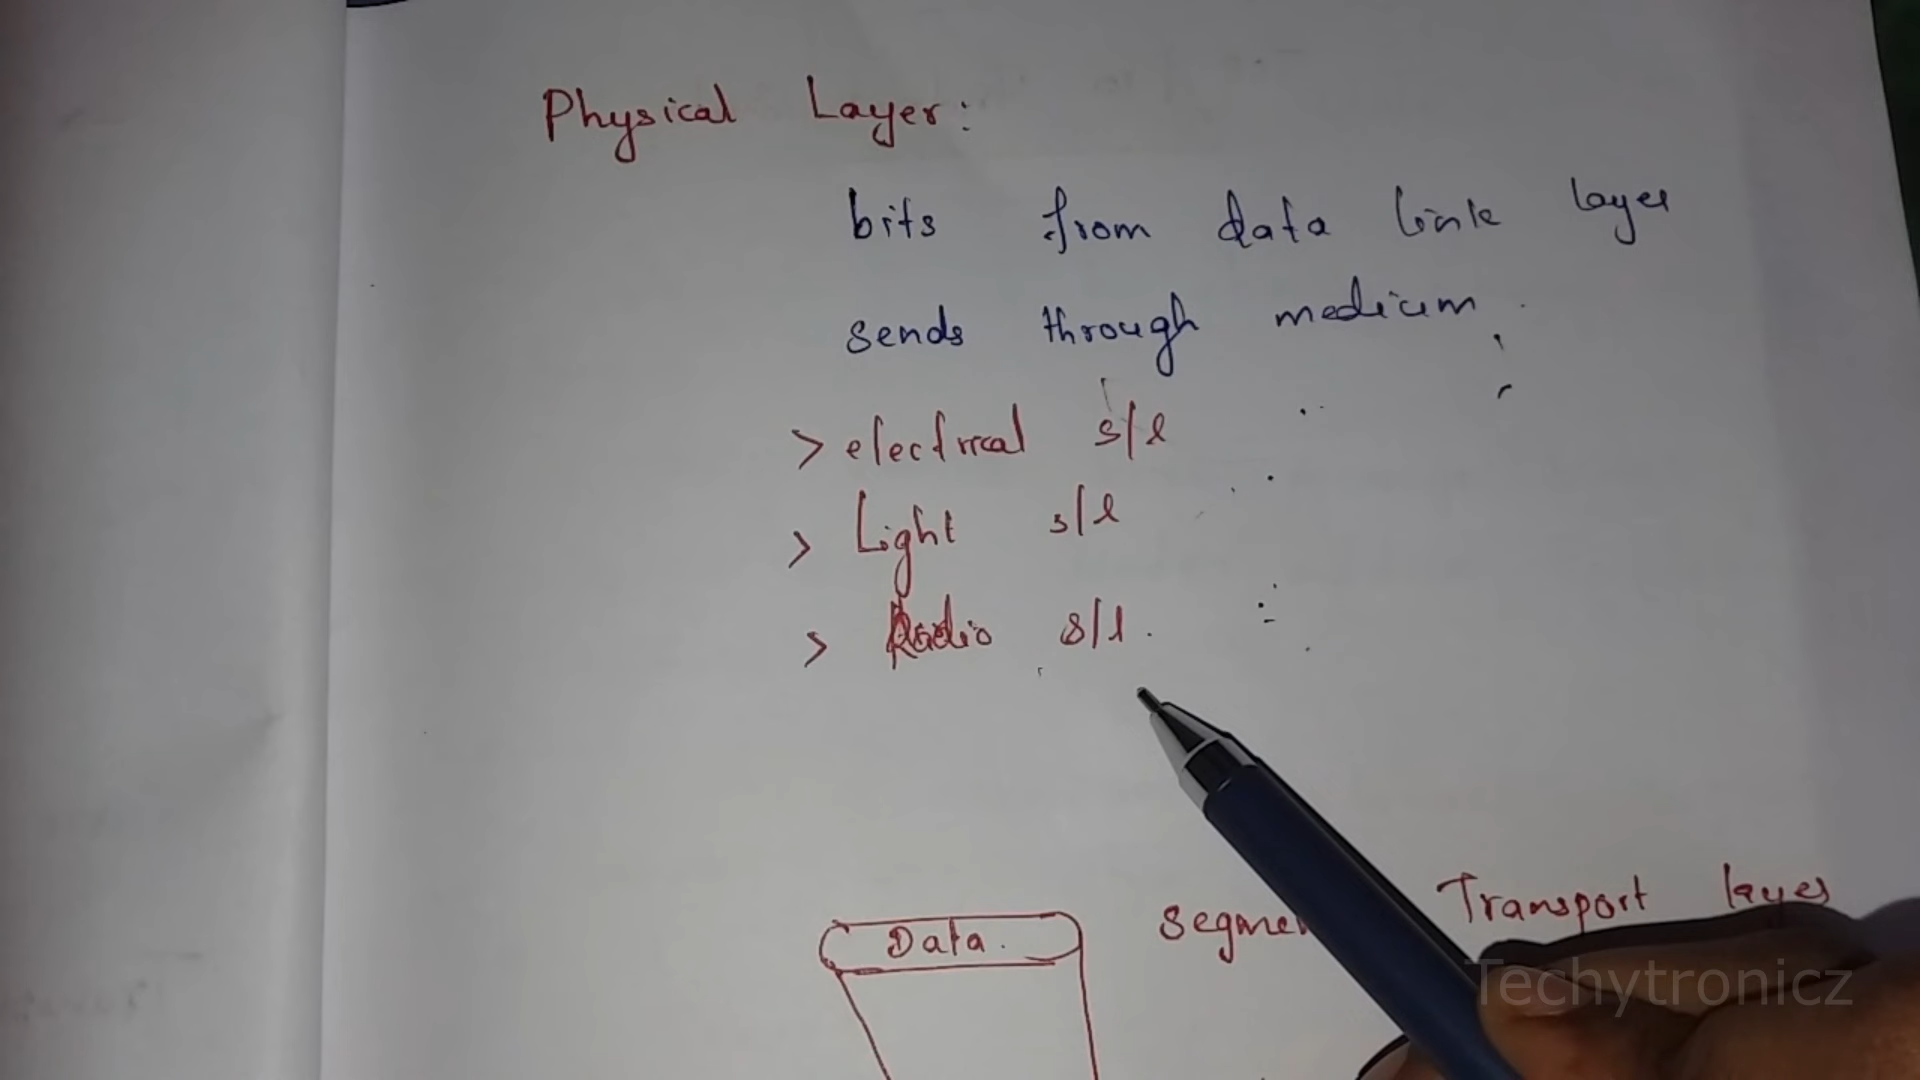 Physical Layer:
bits from data link layer
sends through medium
> electrical s/l
> Light s/l
> Radio s/l.
Data. Transport layer
Techytronicz